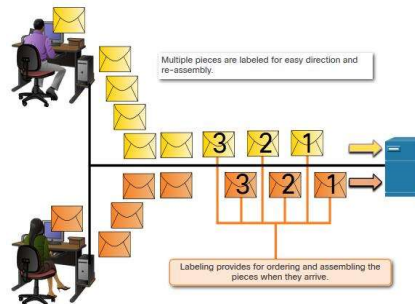 Multiple pieces are labeled for easy direction and
re-assembly.
3 2 1
3 2 1
Labeling provides for ordering and assembling the
pieces when they arrive.